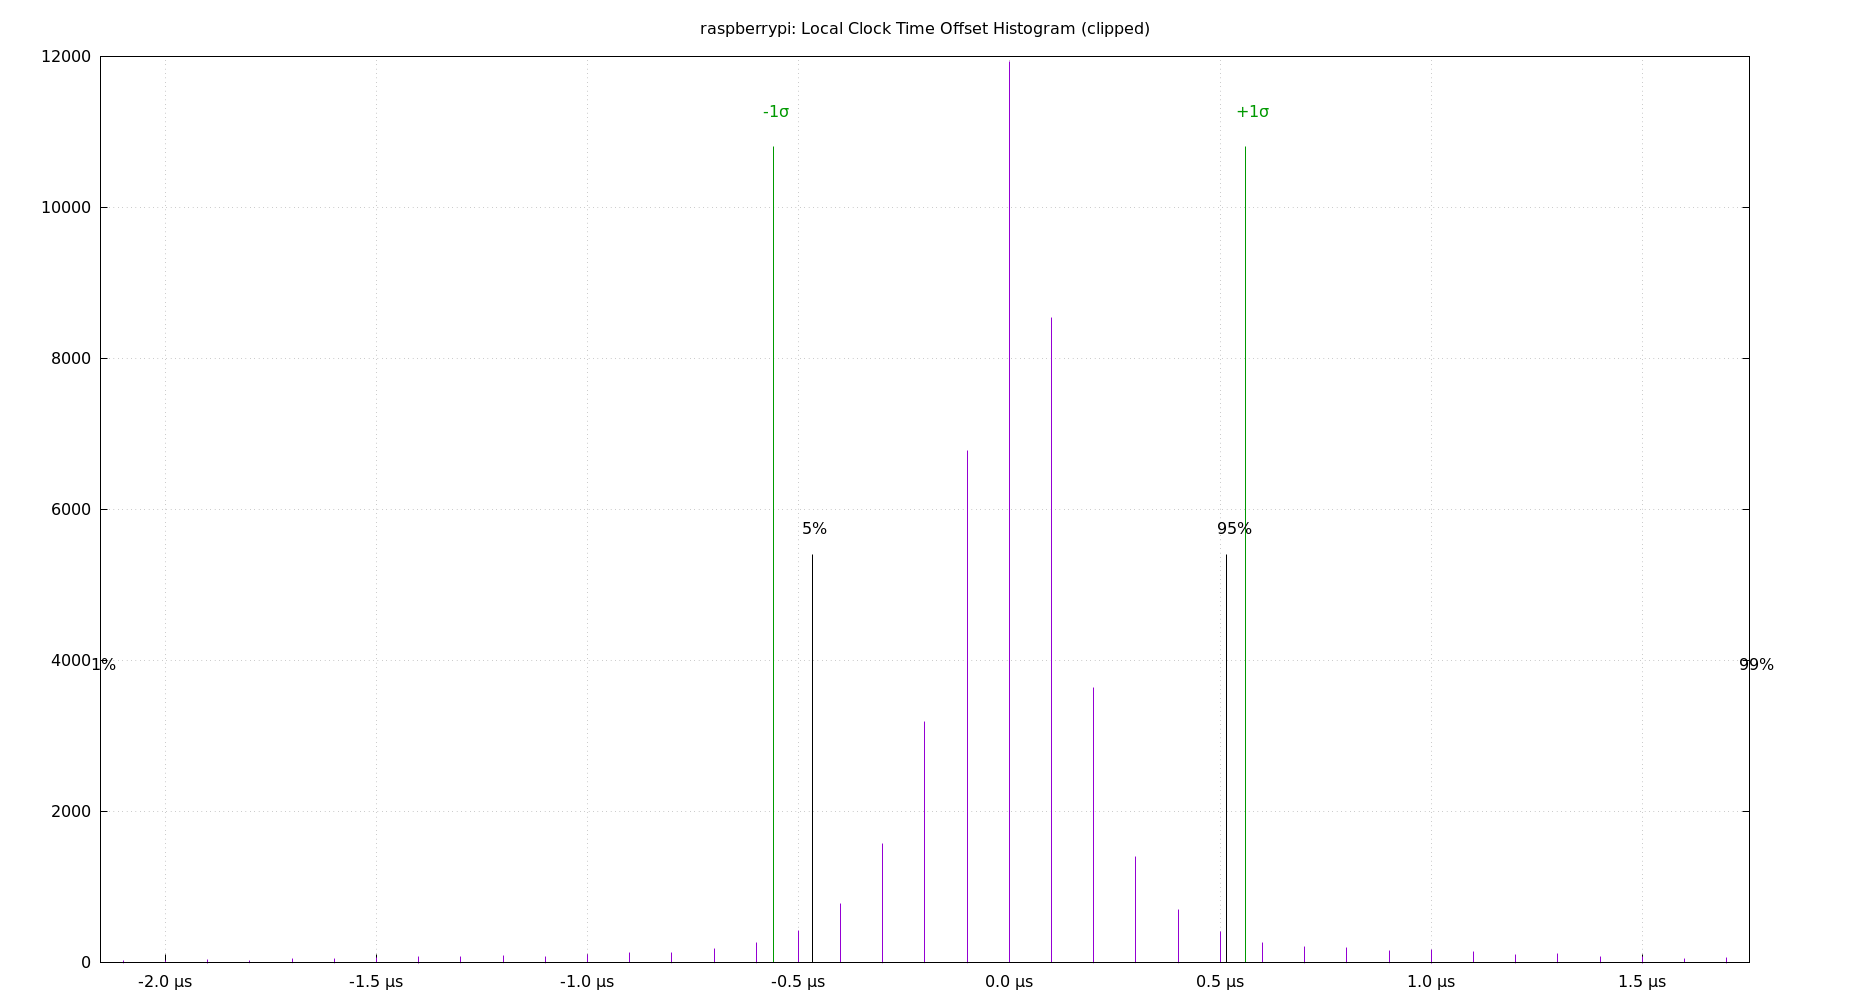 raspberrypi: Local Clock Time Offset Histogram (clipped)
12000
-1σ
+1σ
10000
8000
6000
5%
95%
4000
1%
99%
2000
0
-2.0 µs
-1.5 µs
-1.0 µs
-0.5 µs
0.0 µs
0.5 µs
1.0 µs
1.5 µs